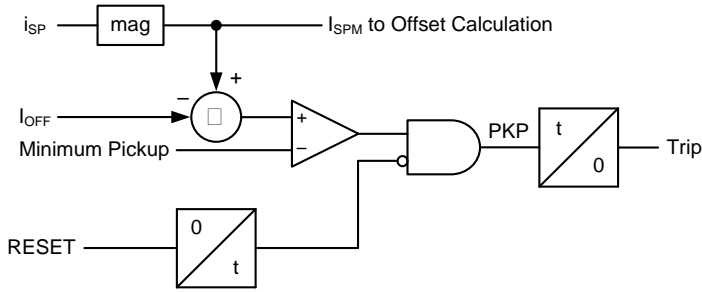 iSP mag ISPM to Offset Calculation
− +
IOFF +
Minimum Pickup −
PKP t 0 Trip
RESET 0 t